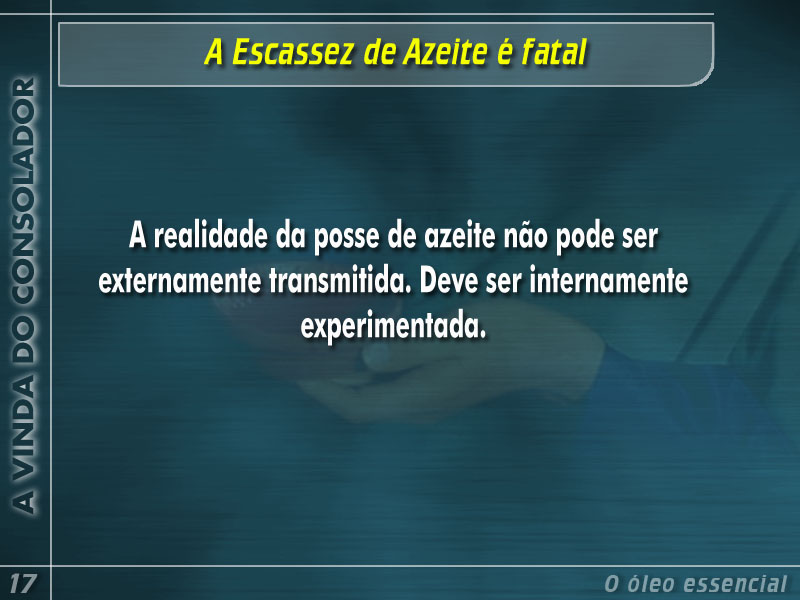 A Escassez de Azeite é fatal
A VINDA DO CONSOLADOR
A realidade da posse de azeite não pode ser
externamente transmitida. Deve ser internamente
experimentada.
17
O óleo essencial